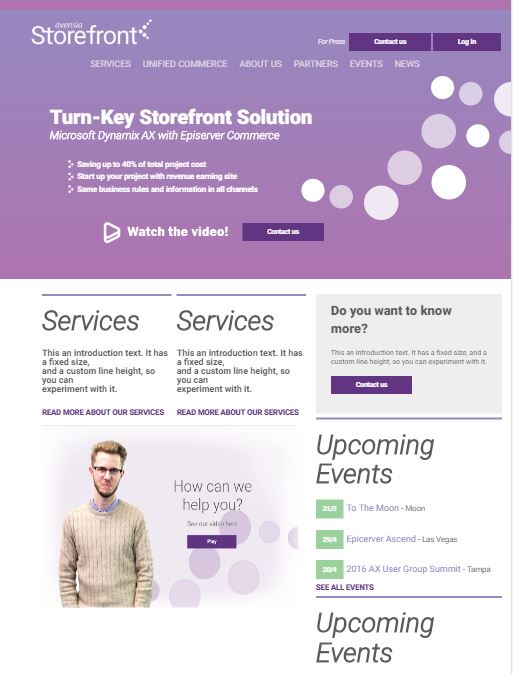 avensia
Storefront
For Press
Contact us
Log In
SERVICES UNIFIED COMMERCE ABOUT US PARTNERS EVENTS NEWS
Turn-Key Storefront Solution
Microsoft Dynamix AX with Episerver Commerce
Saving up to 40% of total project cost
Start up your project with revenue earning site
Same business rules and information in all channels
Watch the video!
Contact us
Services
This an introduction text. It has
a fixed size,
and a custom line height, so
you can
experiment with it.
READ MORE ABOUT OUR SERVICES
Services
This an introduction text. It has
a fixed size,
and a custom line height, so
you can
experiment with it.
READ MORE ABOUT OUR SERVICES
How can we
help you?
See our video here
Pay
Do you want to know
more?
This an introduction text. It has a fixed size, and a
custom line height, so you can experiment with it.
Contact us
Upcoming
Events
31/5 To The Moon - Moon
29/4 Epicerver Ascend - Las Vegas
20/4 2016 AX User Group Summit - Tampa
SEE ALL EVENTS
Upcoming
Events